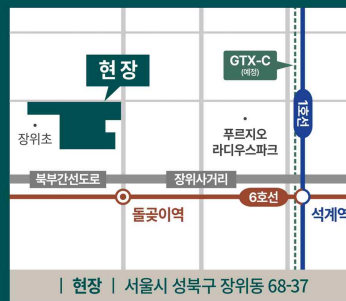 현장
GTX-C
(예정)
1호선
장위초
푸르지오
라디우스파크
북부간선도로
장위사거리
6호선
돌곶이역
석계역
| 현장 | 서울시 성북구 장위동 68-37